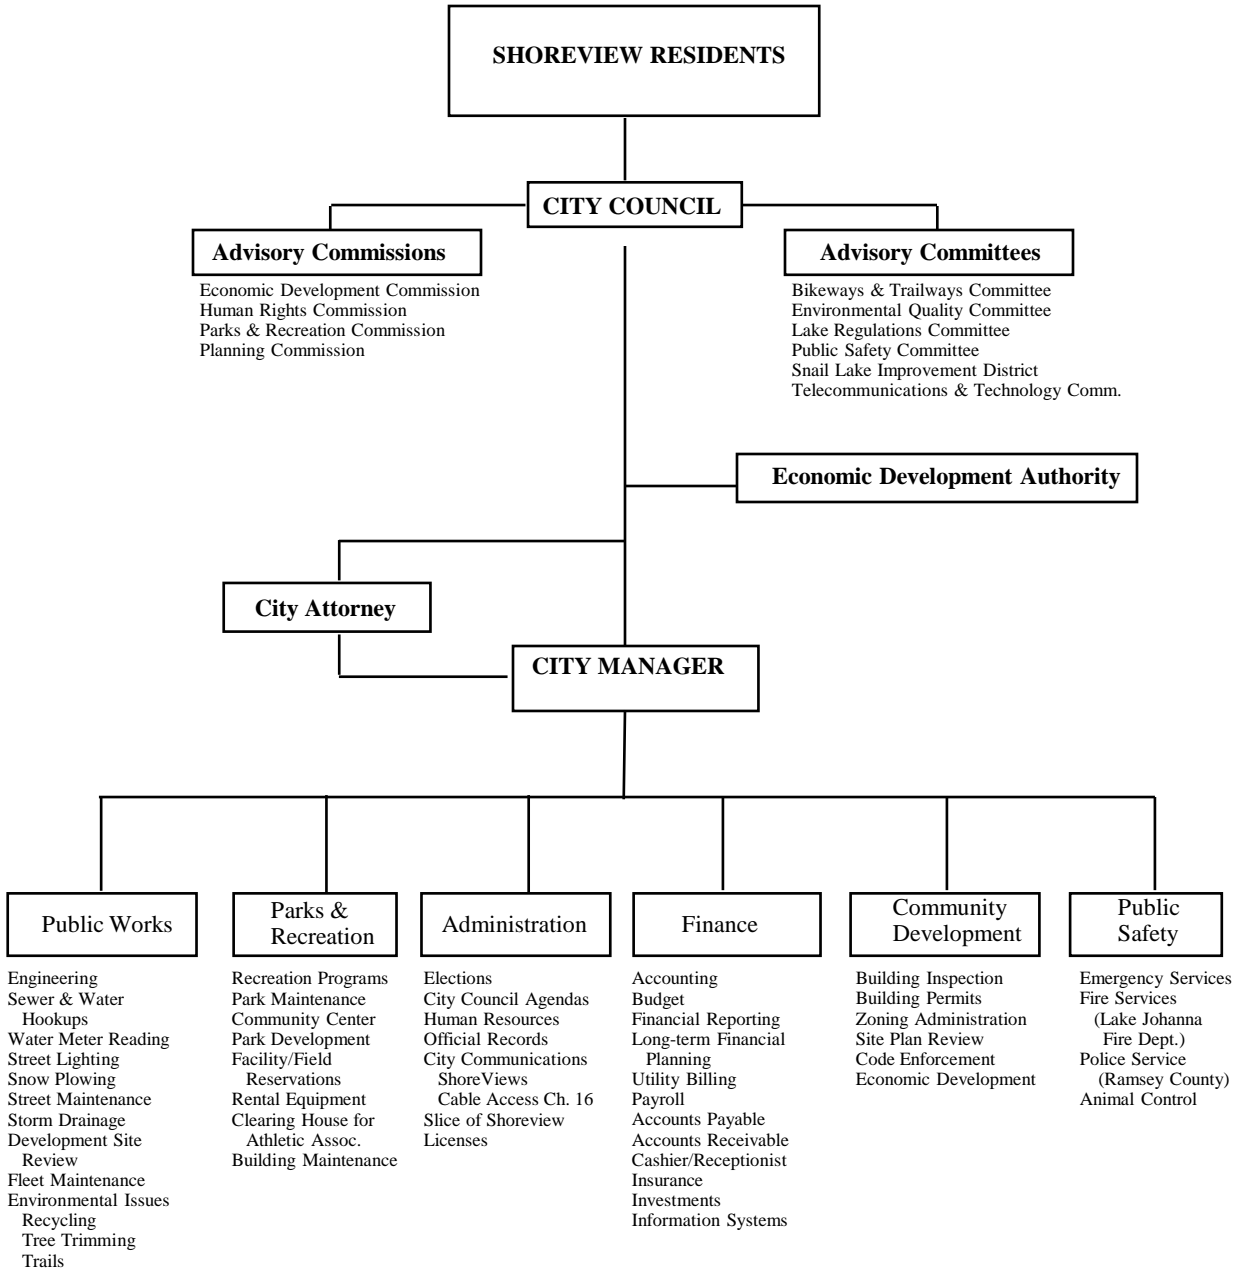 SHOREVIEW RESIDENTS
CITY COUNCIL
Advisory Commissions
Economic Development Commission
Human Rights Commission
Parks & Recreation Commission
Planning Commission
Advisory Committees
Bikeways & Trailways Committee
Environmental Quality Committee
Lake Regulations Committee
Public Safety Committee
Snail Lake Improvement District
Telecommunications & Technology Comm.
Economic Development Authority
City Attorney
CITY MANAGER
Public Works
Engineering
Sewer & Water
Hookups
Water Meter Reading
Street Lighting
Snow Plowing
Street Maintenance
Storm Drainage
Development Site
Review
Fleet Maintenance
Environmental Issues
Recycling
Tree Trimming
Trails
Parks &
Recreation
Recreation Programs
Park Maintenance
Community Center
Park Development
Facility/Field
Reservations
Rental Equipment
Clearing House for
Athletic Assoc.
Building Maintenance
Administration
Elections
City Council Agendas
Human Resources
Official Records
City Communications
ShoreViews
Cable Access Ch. 16
Slice of Shoreview
Licenses
Finance
Accounting
Budget
Financial Reporting
Long-term Financial
Planning
Utility Billing
Payroll
Accounts Payable
Accounts Receivable
Cashier/Receptionist
Insurance
Investments
Information Systems
Community
Development
Building Inspection
Building Permits
Zoning Administration
Site Plan Review
Code Enforcement
Economic Development
Public
Safety
Emergency Services
Fire Services
(Lake Johanna
Fire Dept.)
Police Service
(Ramsey County)
Animal Control